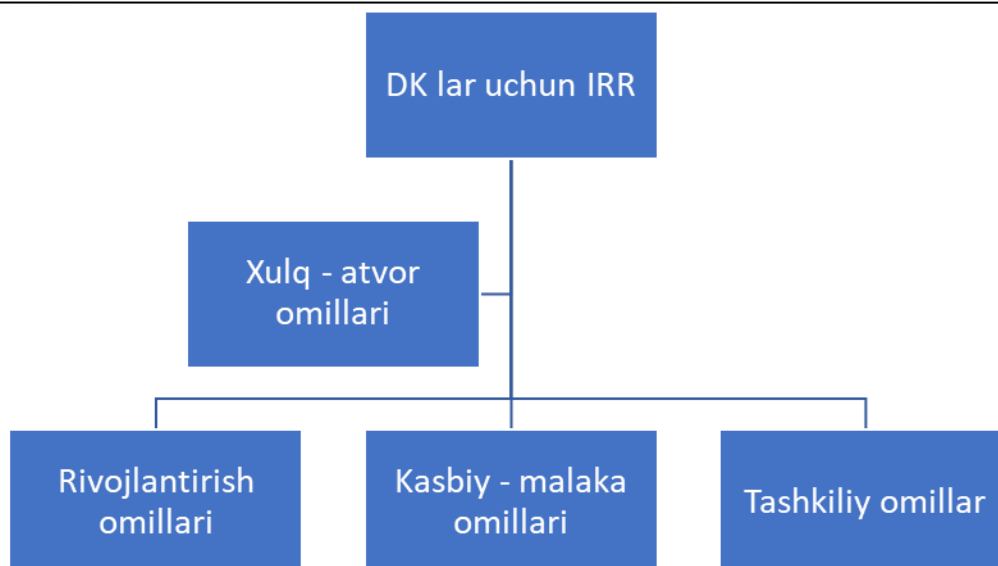 DK lar uchun IRR
Xulq - atvor
omillari
Rivojlantirish
omillari
Kasbiy - malaka
omillari
Tashkiliy omillar